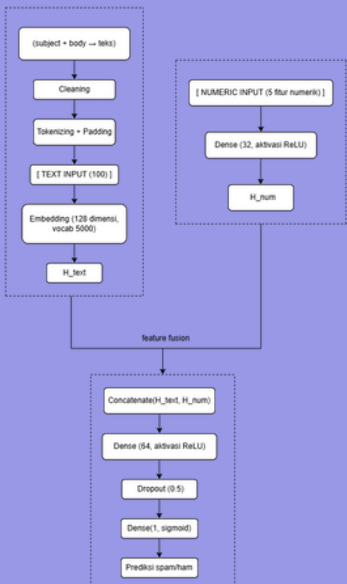 (subject + body → teks)
Cleaning
Tokenizing + Padding
[ TEXT INPUT (100) ]
Embedding (128 dimensi,
vocab 5000)
H_text
[ NUMERIC INPUT (5 fitur numerik) ]
Dense (32, aktivasi ReLU)
H_num
feature fusion
Concatenate(H_text, H_num)
Dense (64, aktivasi ReLU)
Dropout (0.5)
Dense(1, sigmoid)
Prediksi spam/ham